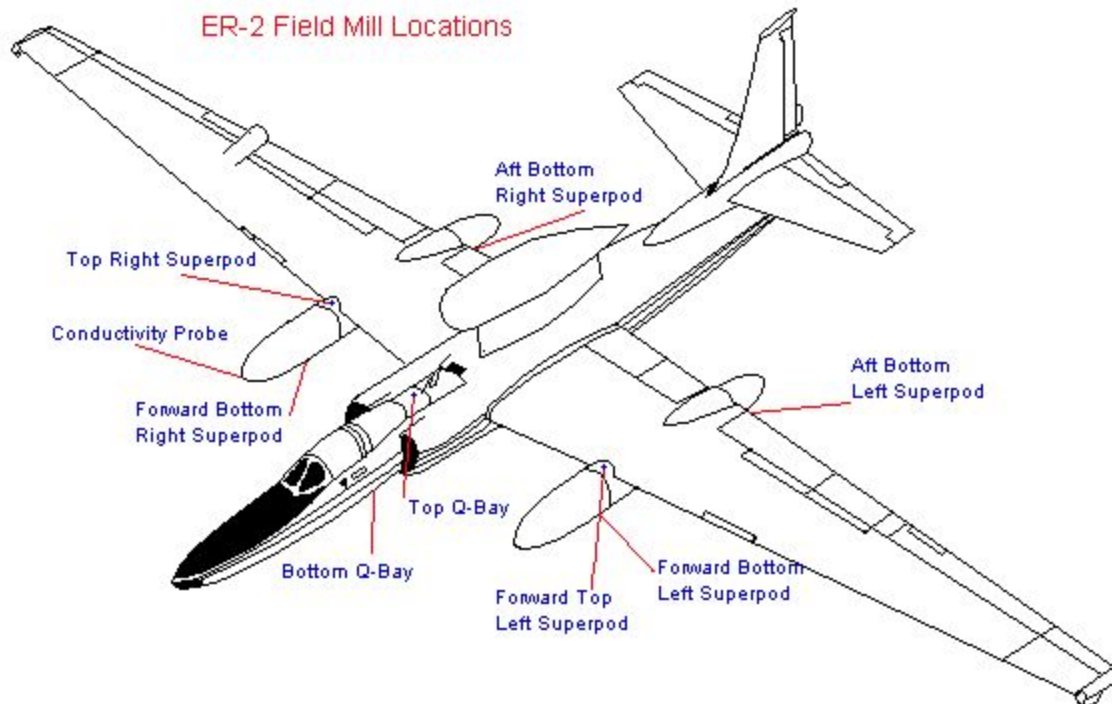 ER-2 Field Mill Locations
Aft Bottom
Right Superpod
Top Right Superpod
Conductivity Probe
Forward Bottom
Right Superpod
Aft Bottom
Left Superpod
Top Q-Bay
Bottom Q-Bay
Forward Bottom
Left Superpod
Forward Top
Left Superpod